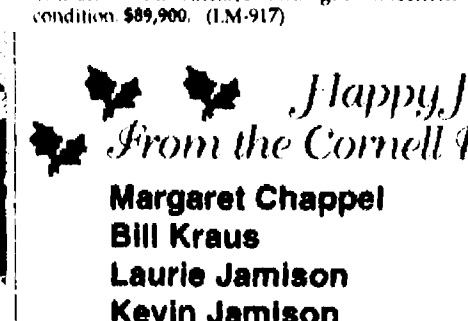 condition. $89,900. (LM-917)
Happy
From the Cornell
Margaret Chappel
Bill Kraus
Laurie Jamison
Kevin Jamison